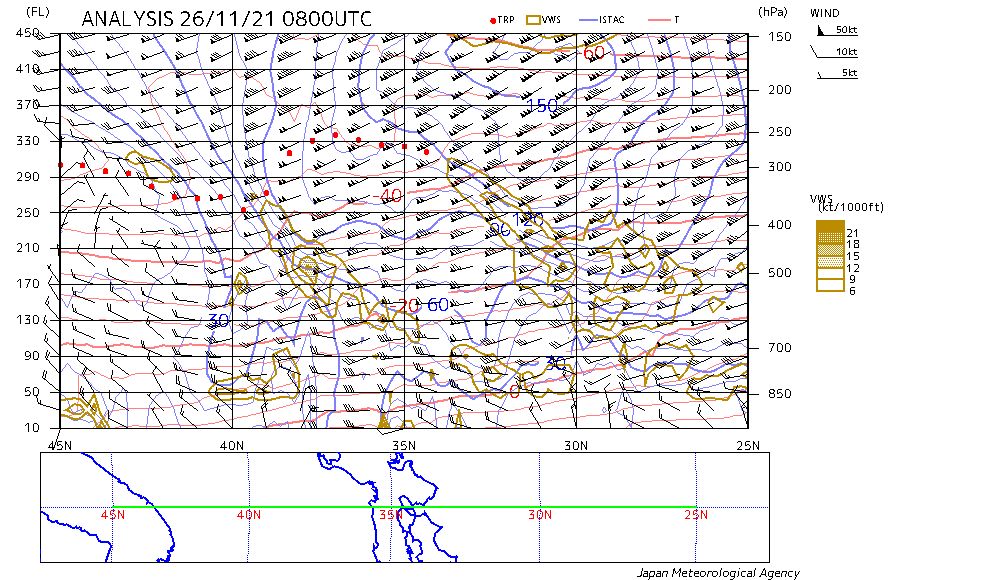 (FL) ANALYSIS 26/11/21 0800UTC TRP VWS ISTAC T (hPa) WIND
450 150 50kt
60
410 10kt
5kt
200
370 150
330 250
290 300
40
250 120 400
90
VWS
(kt/1000ft)
21
18
15
12
9
6
210
500
170
20 60
130 30
700
90 30
50 0 850
10
45N 40N 35N 30N 25N
45N 40N 35N 30N 25N
Japan Meteorological Agency